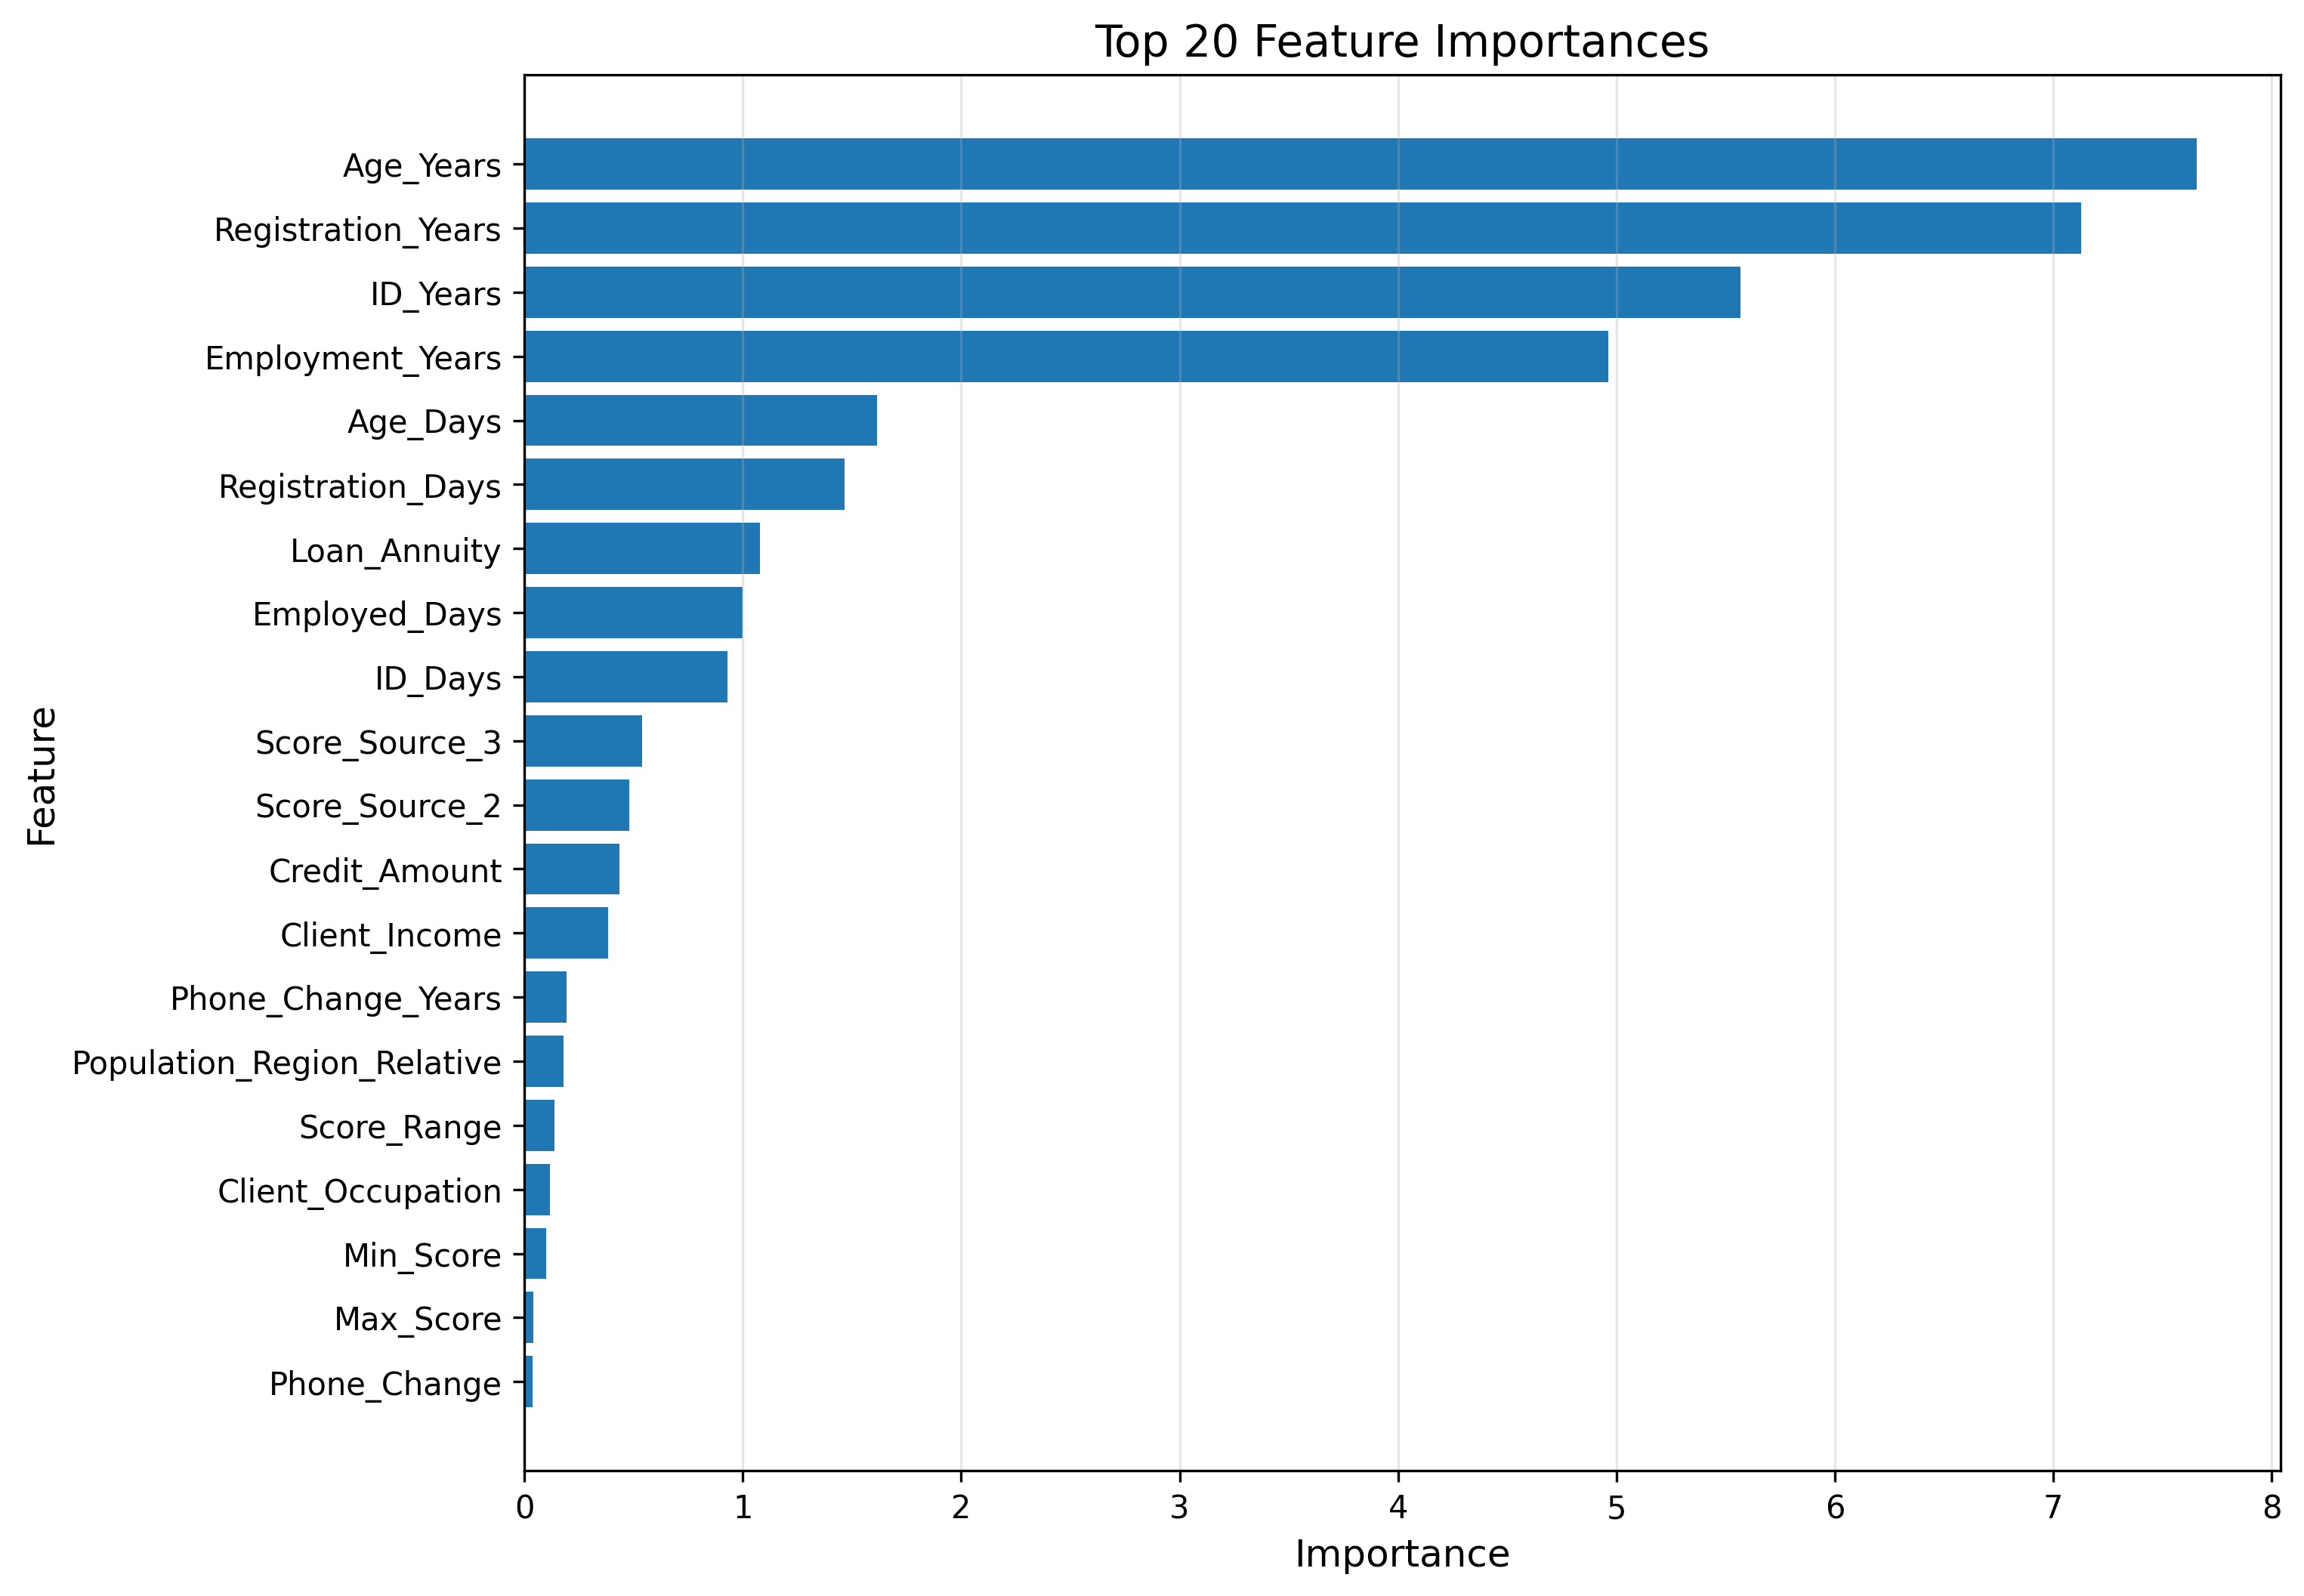 Top 20 Feature Importances
Age_Years
Registration_Years
ID_Years
Employment_Years
Age_Days
Registration_Days
Loan_Annuity
Employed_Days
ID_Days
Score_Source_3
Score_Source_2
Credit_Amount
Client_Income
Phone_Change_Years
Population_Region_Relative
Score_Range
Client_Occupation
Min_Score
Max_Score
Phone_Change
Feature
0 1 2 3 4 5 6 7 8
Importance